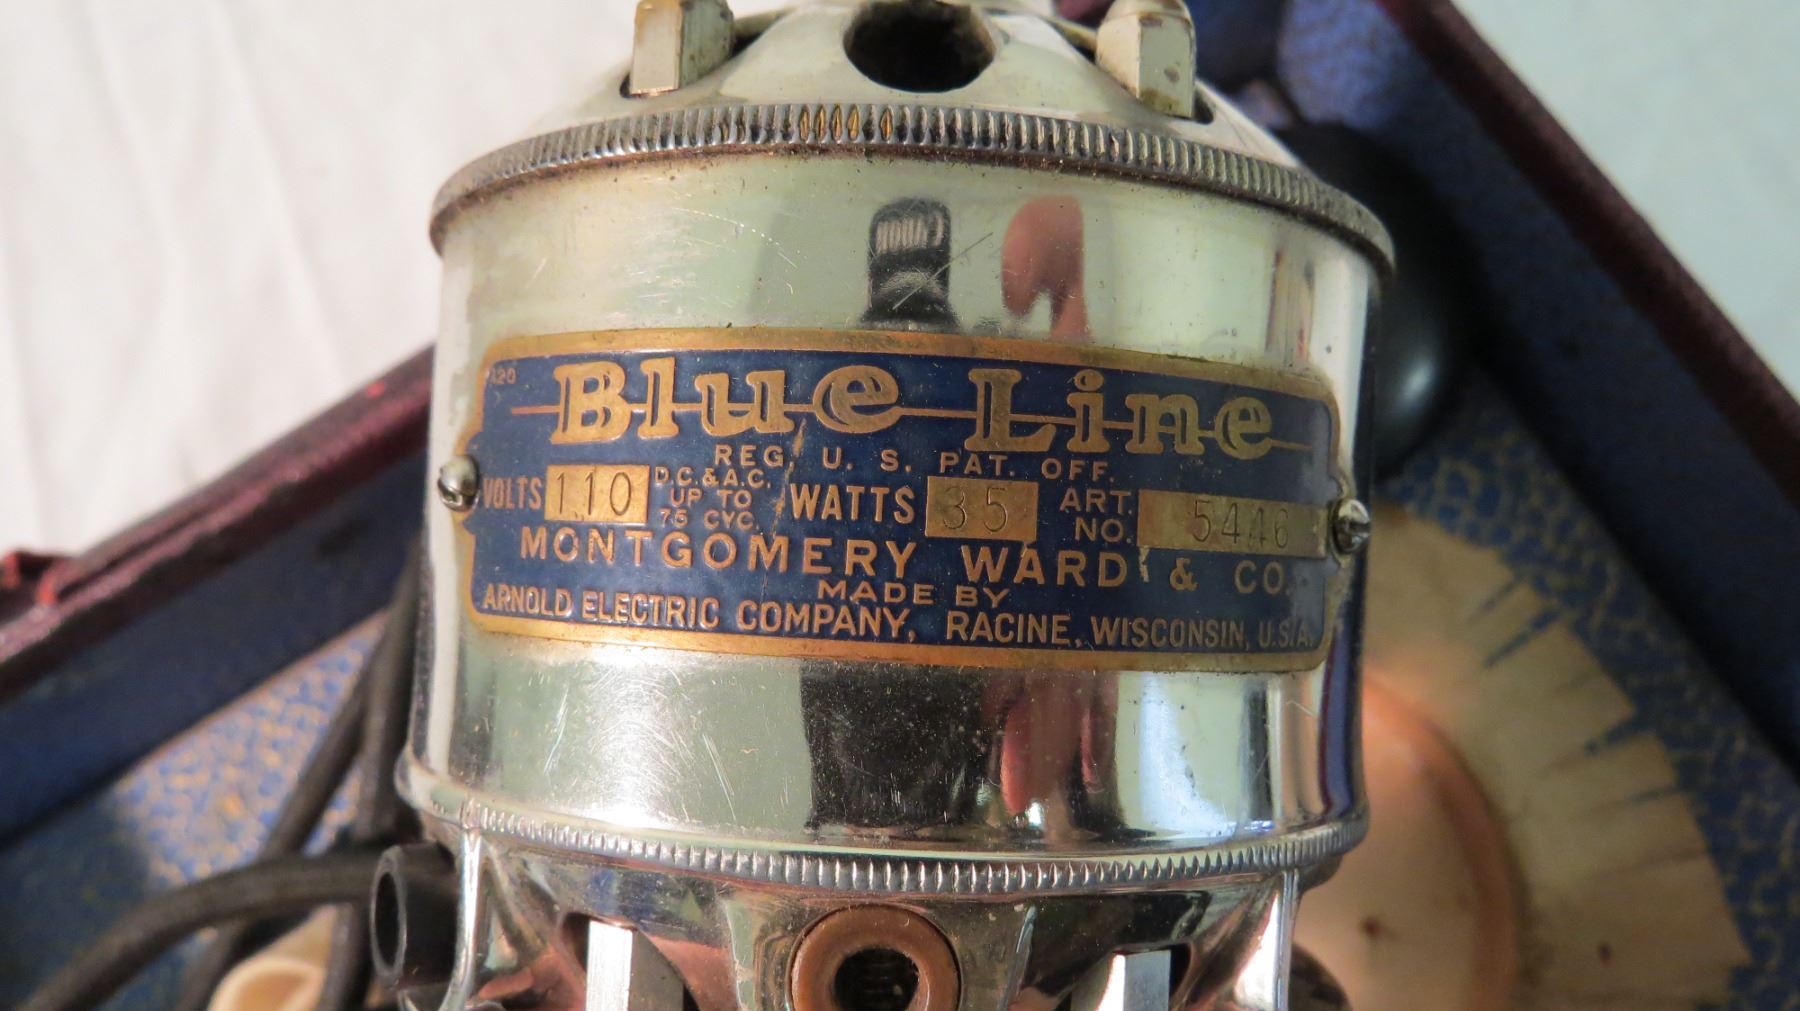 Blue Line
REG. U. S. PAT. OFF.
VOLTS 110 D.C. & A.C. UP TO 75 CYC. WATTS 35 ART. NO. 5446
MONTGOMERY WARD & CO.
MADE BY
ARNOLD ELECTRIC COMPANY, RACINE, WISCONSIN, U.S.A.